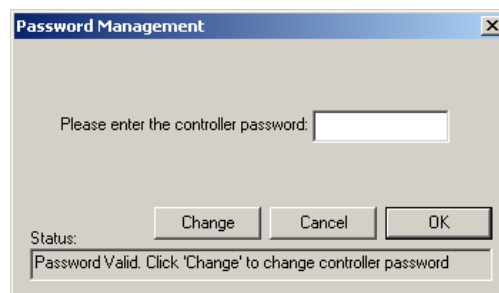 Password Management
Please enter the controller password:
Change
Cancel
OK
Status:
Password Valid. Click 'Change' to change controller password